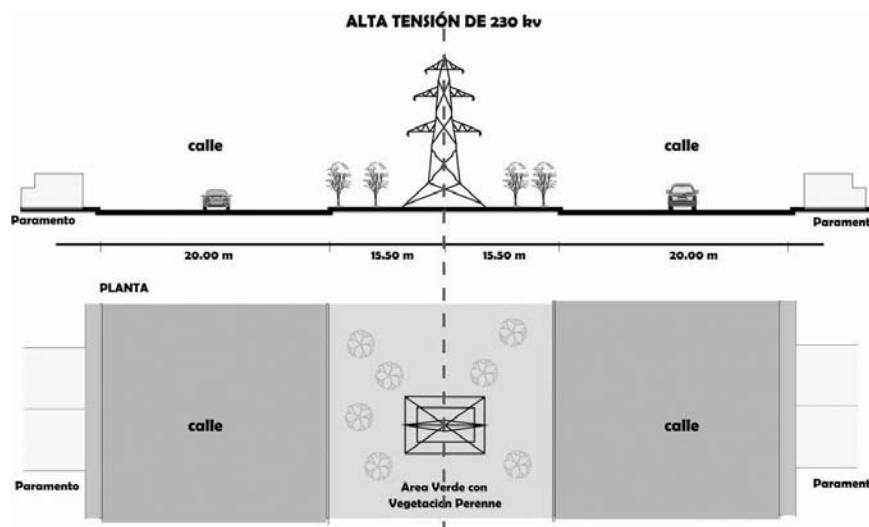 ALTA TENSIÓN DE 230 kv
calle
calle
Paramento
Parament
20.00 m
15.50 m
15.50 m
20.00 m
PLANTA
calle
calle
Paramento
Parament
Area Verde con
Vegetación Perenne